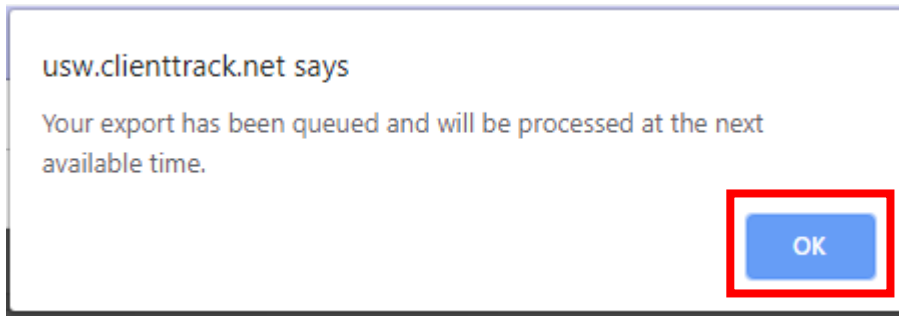 usw.clienttrack.net says
Your export has been queued and will be processed at the next
available time.
OK